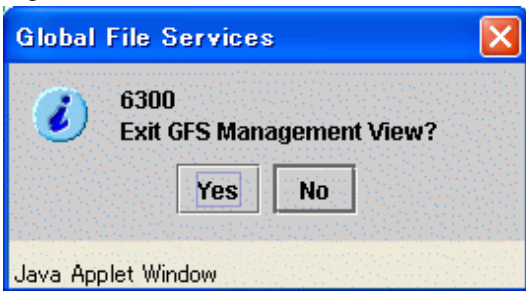 Global File Services
6300
Exit GFS Management View?
Yes
No
Java Applet Window